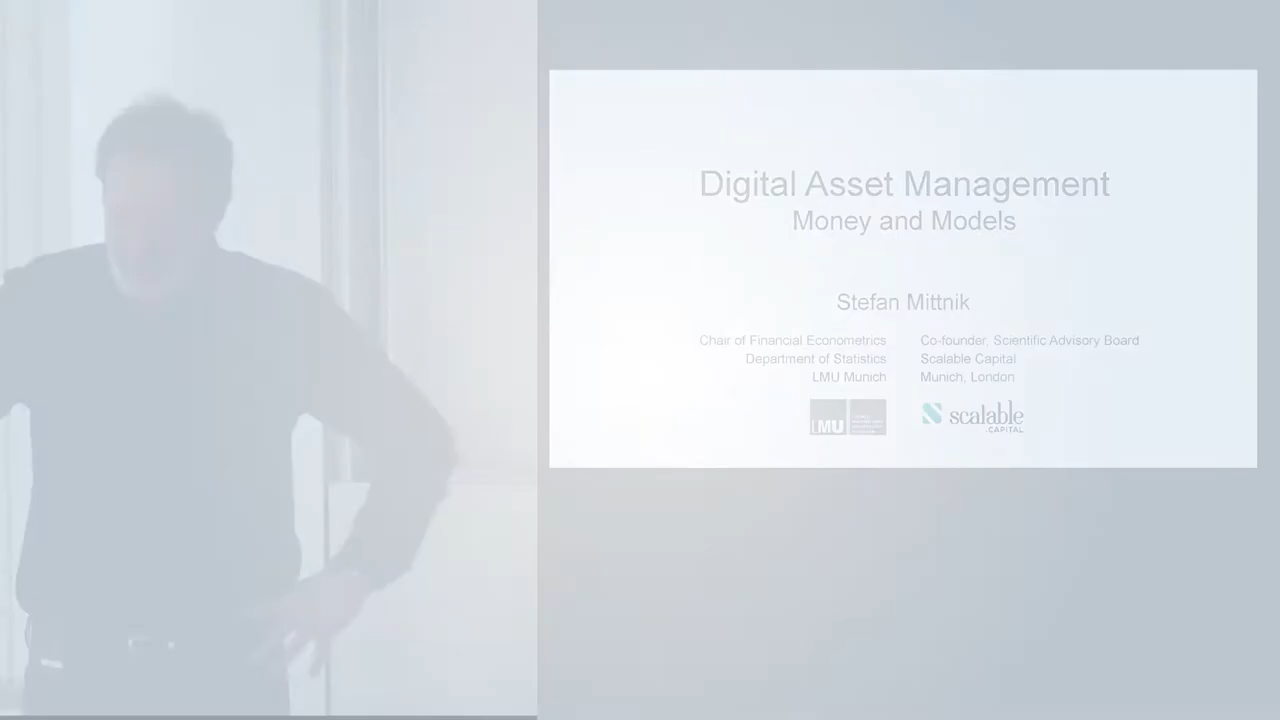 Digital Asset Management
Money and Models
Stefan Mittnik
Chair of Financial Econometrics
Department of Statistics
LMU Munich
Co-founder, Scientific Advisory Board
Scalable Capital
Munich, London
LMU
scalable
CAPITAL